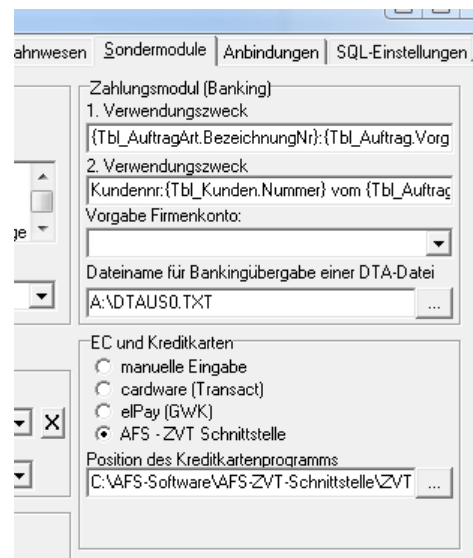 ahnwesen Sondermodule Anbindungen SQL-Einstellungen
Zahlungsmodul (Banking)
1. Verwendungszweck
{Tbl_AuftragArt.BezeichnungNr}:{Tbl_Auftrag.Vorg
2. Verwendungszweck
Kundennr:{Tbl_Kunden.Nummer} vom {Tbl_Auftrag
ge
Vorgabe Firmenkonto:
Dateiname für Bankingübergabe einer DTA-Datei
A:\DTAUS0.TXT
...
EC und Kreditkarten
manuelle Eingabe
cardware (Transact)
elPay (GWK)
X
AFS - ZVT Schnittstelle
Position des Kreditkartenprogramms
C:\AFS-Software\AFS-ZVT-Schnittstelle\ZVT
...